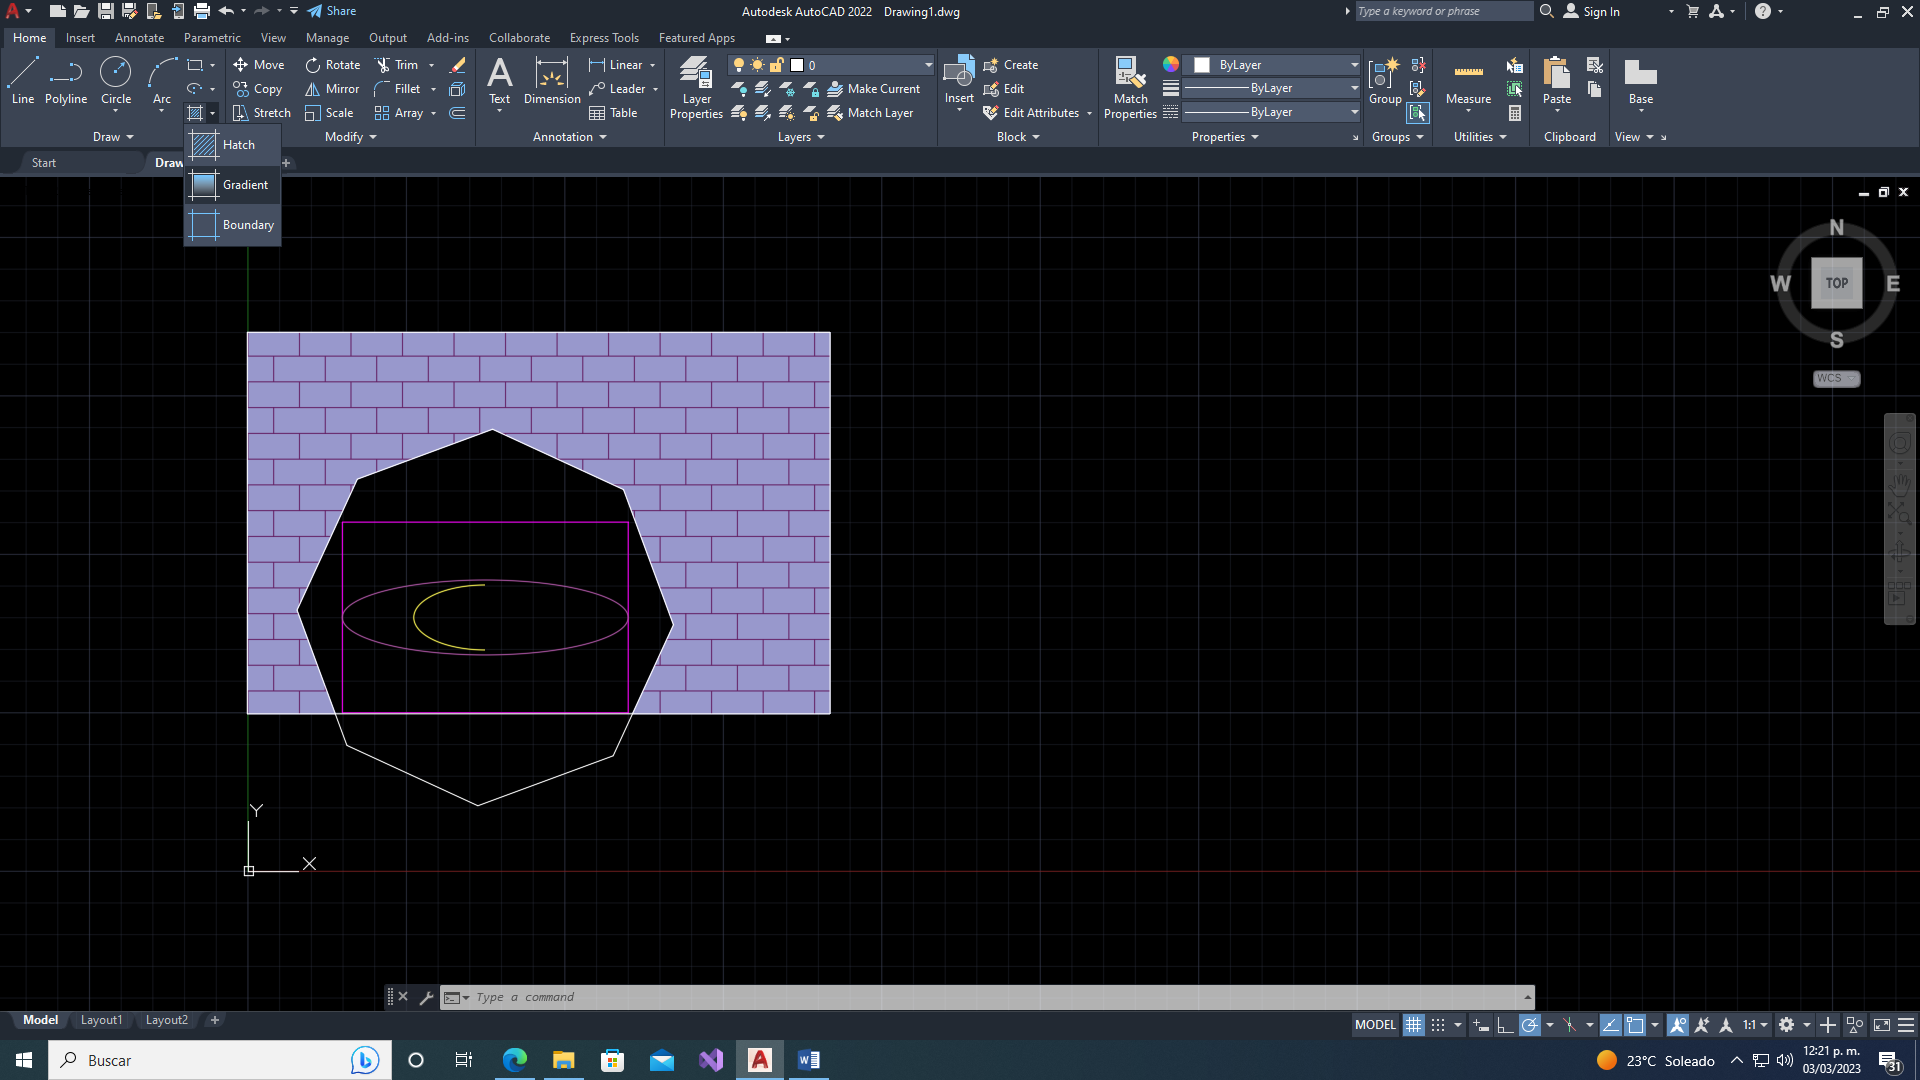 Share
Autodesk AutoCAD 2022 Drawing1.dwg
Type a keyword or phrase
Sign In
Home Insert Annotate Parametric View Manage Output Add-ins Collaborate Express Tools Featured Apps
Line Polyline Circle Arc
Draw
Move Rotate Trim
Copy Mirror Fillet
Stretch Scale Array
Modify
Text Dimension
Linear
Leader
Table
Annotation
Layer
Properties
0
Make Current
Match Layer
Layers
Insert
Create
Edit
Edit Attributes
Block
Match
Properties
ByLayer
ByLayer
ByLayer
Properties
Group
Groups
Measure
Utilities
Paste
Clipboard
Base
View
Hatch
Gradient
Boundary
Start
Draw
N
W TOP E
S
WCS
Y
X
Type a command
Model Layout1 Layout2
MODEL
1:1
Buscar
23°C Soleado
12:21 p. m.
03/03/2023
31